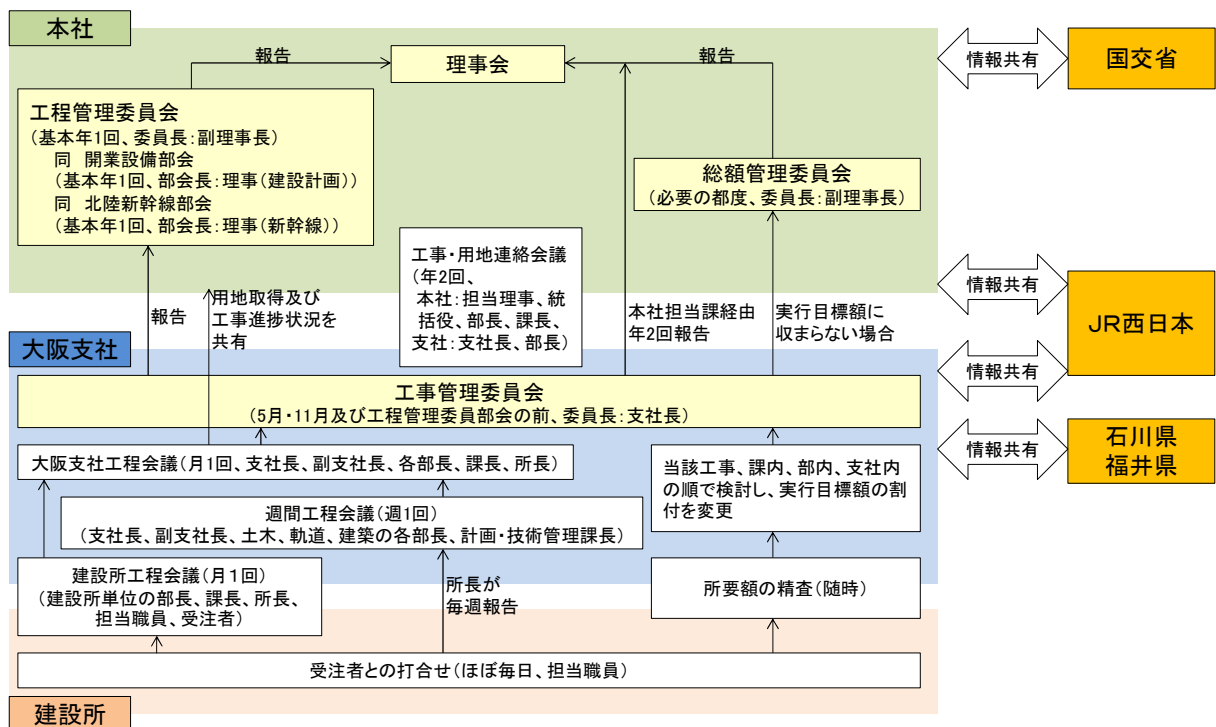 本社
報告
理事会
報告
情報共有
国交省
工程管理委員会
(基本年1回、委員長:副理事長)
同 開業設備部会
(基本年1回、部会長:理事(建設計画))
同 北陸新幹線部会
(基本年1回、部会長:理事(新幹線))
総額管理委員会
(必要の都度、委員長:副理事長)
工事・用地連絡会議
(年2回、
本社:担当理事、統
括役、部長、課長、
支社:支社長、部長)
情報共有
JR西日本
情報共有
報告
用地取得及び
工事進捗状況を
共有
本社担当課経由
年2回報告
実行目標額に
収まらない場合
大阪支社
工事管理委員会
(5月・11月及び工程管理委員部会の前、委員長:支社長)
情報共有
石川県
福井県
大阪支社工程会議(月1回、支社長、副支社長、各部長、課長、所長)
当該工事、課内、部内、支社内
の順で検討し、実行目標額の割
付を変更
週間工程会議(週1回)
(支社長、副支社長、土木、軌道、建築の各部長、計画・技術管理課長)
建設所工程会議(月1回)
(建設所単位の部長、課長、所長、
担当職員、受注者)
所長が
毎週報告
所要額の精査(随時)
受注者との打合せ(ほぼ毎日、担当職員)
建設所